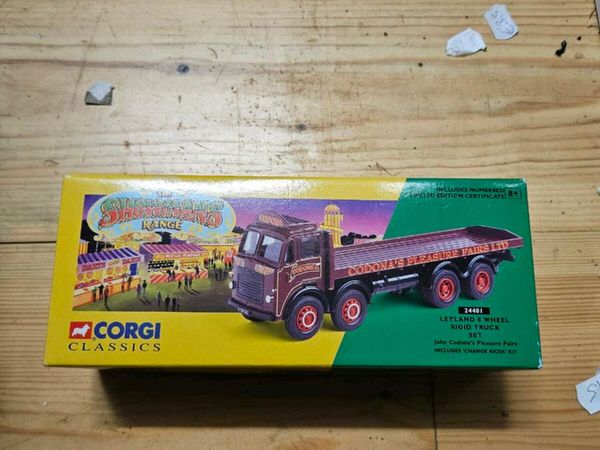 THE
SHOWMAN'S
RANGE
INCLUDES NUMBERED
LIMITED EDITION CERTIFICATE
8+
CODONA'S PLEASURE FAIRS LTD
CORGI
CLASSICS
24401
LEYLAND 8 WHEEL
RIGID TRUCK
SET
John Codona's Pleasure Fairs
INCLUDES 'CHANGE KIOSK' KIT